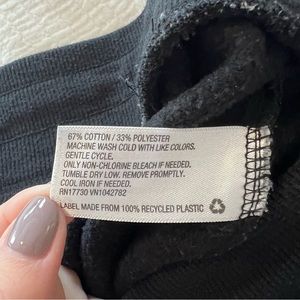 67% COTTON / 33% POLYESTER
MACHINE WASH COLD WITH LIKE COLORS.
GENTLE CYCLE.
ONLY NON-CHLORINE BLEACH IF NEEDED.
TUMBLE DRY LOW. REMOVE PROMPTLY.
COOL IRON IF NEEDED.
RN17730 VN1042782
LABEL MADE FROM 100% RECYCLED PLASTIC